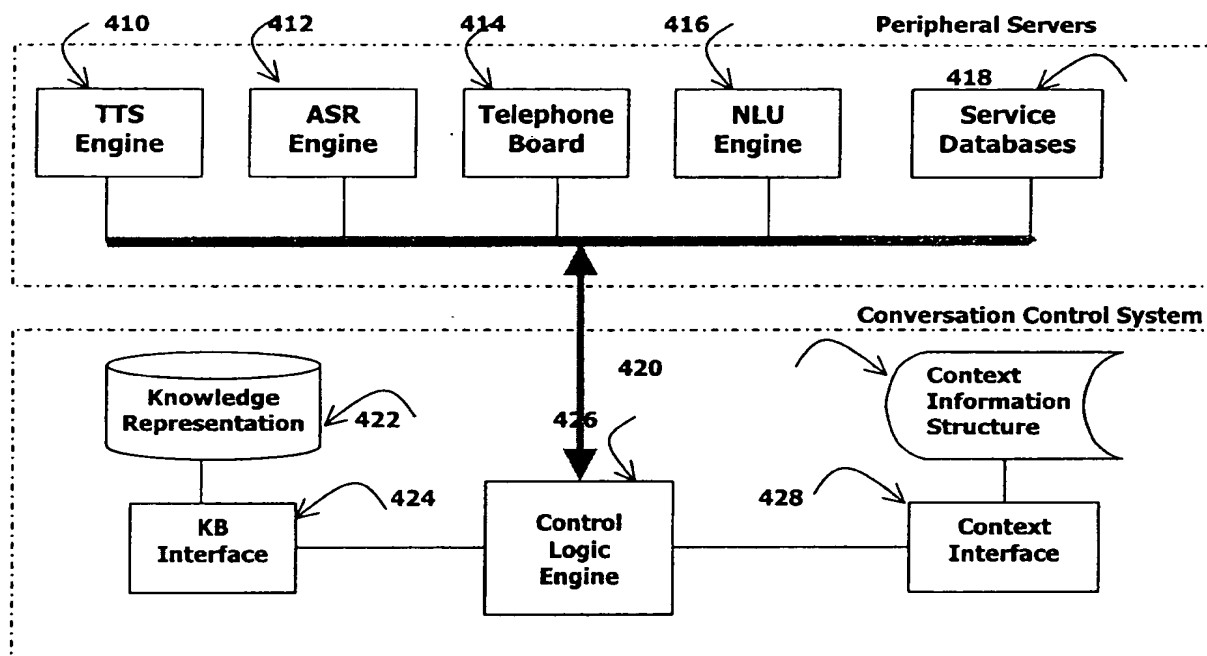 410 412 414 416 Peripheral Servers
418
TTS
Engine
ASR
Engine
Telephone
Board
NLU
Engine
Service
Databases
Conversation Control System
420
Knowledge
Representation
422
426
Context
Information
Structure
424
428
KB
Interface
Control
Logic
Engine
Context
Interface